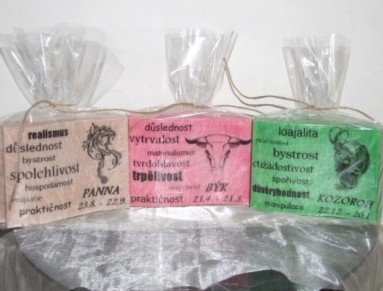 realismus
důslednost
bystrost
spolehlivost
hospodárnost
PANNA
praktičnost
23.8. - 22.9.
důslednost
vytrvalost
materialismus
tvrdohlavost
trpělivost
BÝK
praktičnost
21.4. - 21.5.
loajalita
bystrost
ctižádostivost
spořivost
důvěryhodnost
KOZOROH
manipulace
22.12. - 20.1.